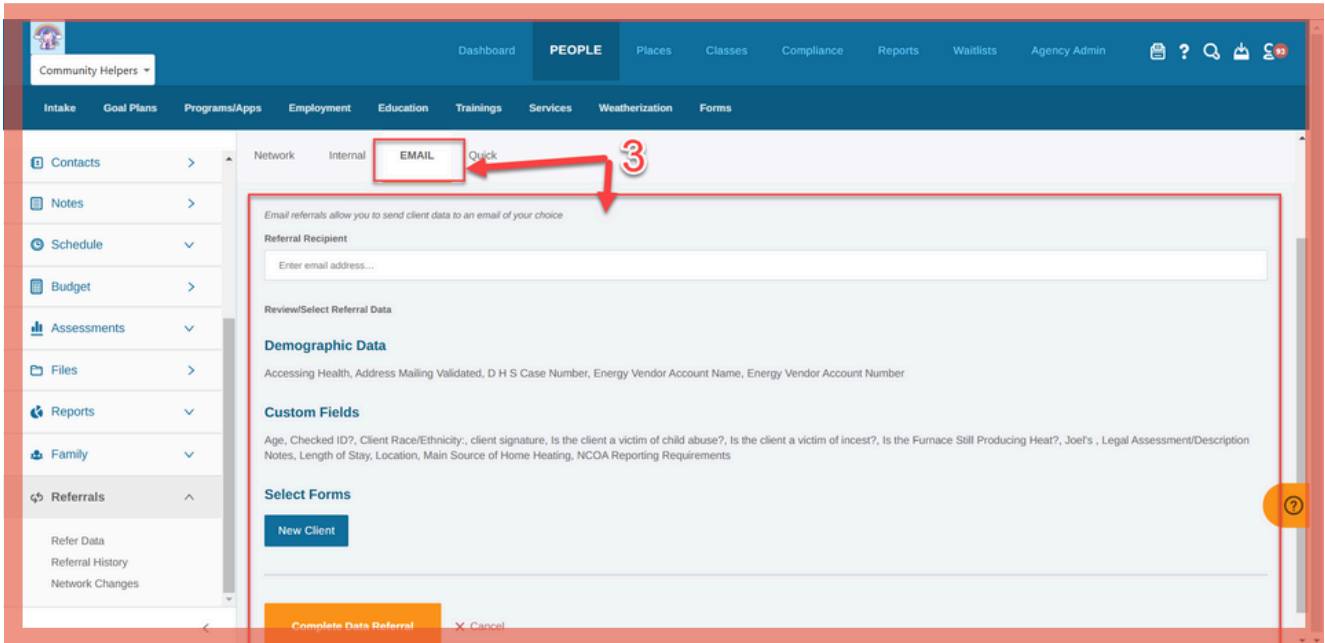 Dashboard PEOPLE Places Classes Compliance Reports Waitlists Agency Admin ? 93
Community Helpers
Intake Goal Plans Programs/Apps Employment Education Trainings Services Weatherization Forms
Contacts
Notes
Schedule
Budget
Assessments
Files
Reports
Family
Referrals
Refer Data
Referral History
Network Changes
Network Internal EMAIL Quick
3
Email referrals allow you to send client data to an email of your choice
Referral Recipient
Enter email address...
Review/Select Referral Data
Demographic Data
Accessing Health, Address Mailing Validated, D H S Case Number, Energy Vendor Account Name, Energy Vendor Account Number
Custom Fields
Age, Checked ID?, Client Race/Ethnicity:, client signature, Is the client a victim of child abuse?, Is the client a victim of incest?, Is the Furnace Still Producing Heat?, Joel's , Legal Assessment/Description
Notes, Length of Stay, Location, Main Source of Home Heating, NCOA Reporting Requirements
Select Forms
New Client
Complete Data Referral X Cancel
?